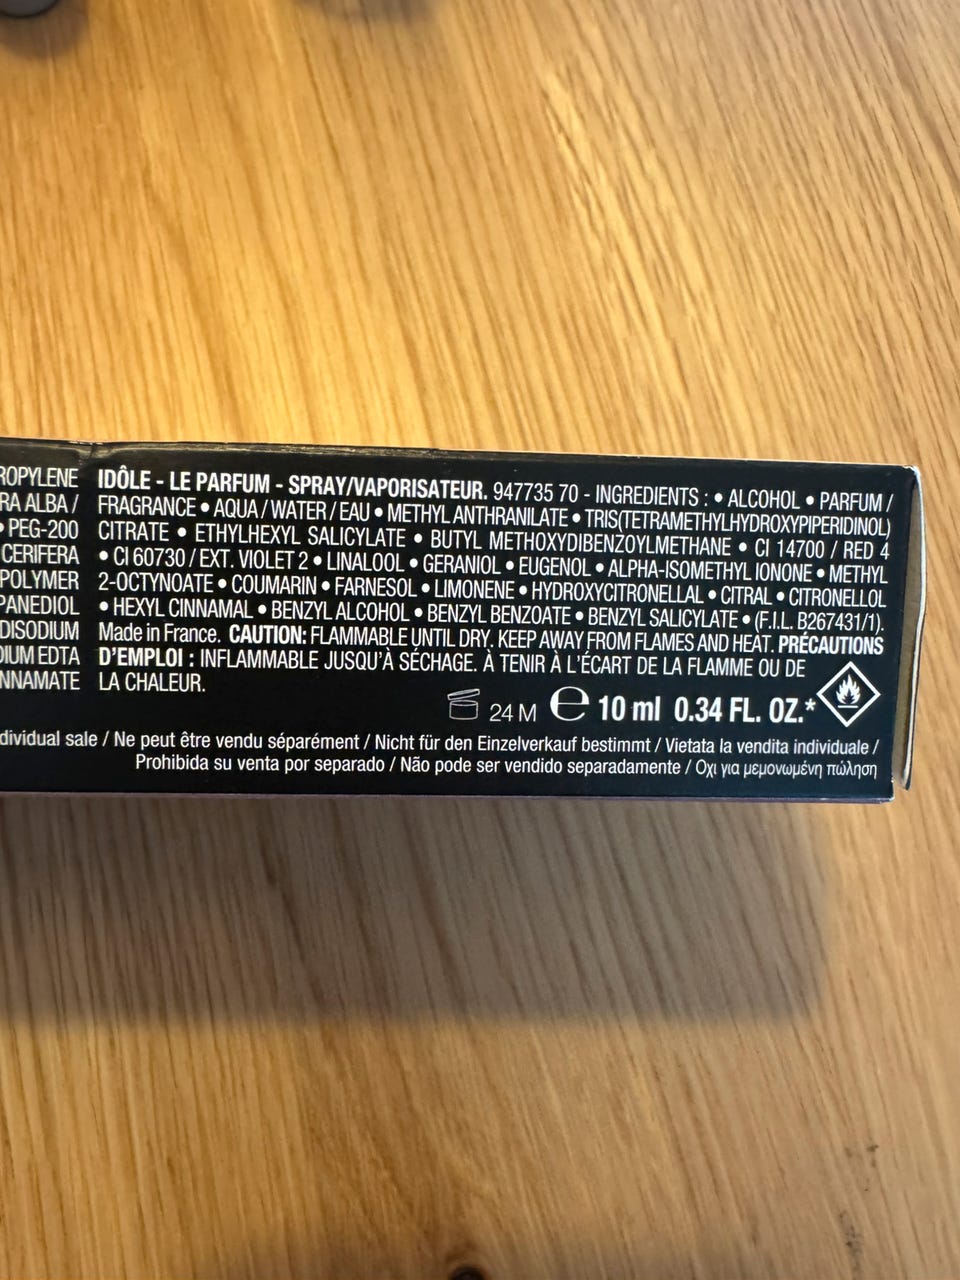 ROPYLENE
RA ALBA /
• PEG-200
CERIFERA
POLYMER
PANEDIOL
DISODIUM
DIUM EDTA
NNAMATE
IDÔLE - LE PARFUM - SPRAY/VAPORISATEUR. 947735 70 - INGREDIENTS : • ALCOHOL • PARFUM /
FRAGRANCE • AQUA / WATER / EAU • METHYL ANTHRANILATE • TRIS(TETRAMETHYLHYDROXYPIPERIDINOL)
CITRATE • ETHYLHEXYL SALICYLATE • BUTYL METHOXYDIBENZOYLMETHANE • CI 14700 / RED 4
• CI 60730 / EXT. VIOLET 2 • LINALOOL • GERANIOL • EUGENOL • ALPHA-ISOMETHYL IONONE • METHYL
2-OCTYNOATE • COUMARIN • FARNESOL • LIMONENE • HYDROXYCITRONELLAL • CITRAL • CITRONELLOL
• HEXYL CINNAMAL • BENZYL ALCOHOL • BENZYL BENZOATE • BENZYL SALICYLATE • (F.I.L. B267431/1).
Made in France. CAUTION: FLAMMABLE UNTIL DRY. KEEP AWAY FROM FLAMES AND HEAT. PRÉCAUTIONS
D'EMPLOI : INFLAMMABLE JUSQU'À SÉCHAGE. À TENIR À L'ÉCART DE LA FLAMME OU DE
LA CHALEUR.
24 M ℮ 10 ml 0.34 FL. OZ.*
dividual sale / Ne peut être vendu séparément / Nicht für den Einzelverkauf bestimmt / Vietata la vendita individuale /
Prohibida su venta por separado / Não pode ser vendido separadamente / Οχι για μεμονωμένη πώληση